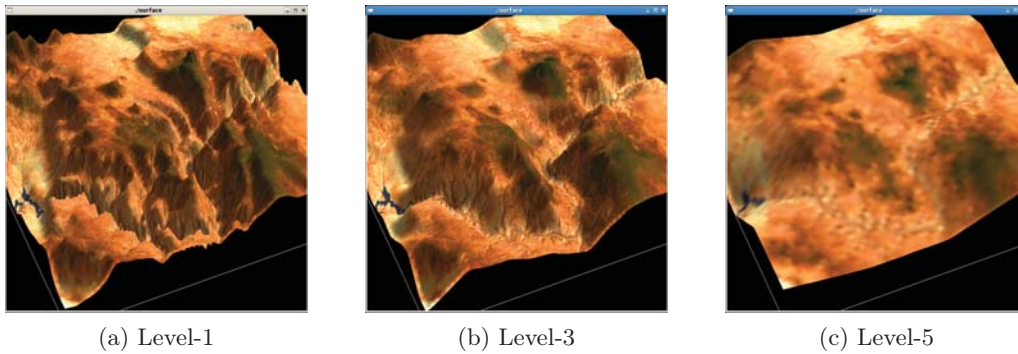 ./surface
./surface
./surface
(a) Level-1
(b) Level-3
(c) Level-5